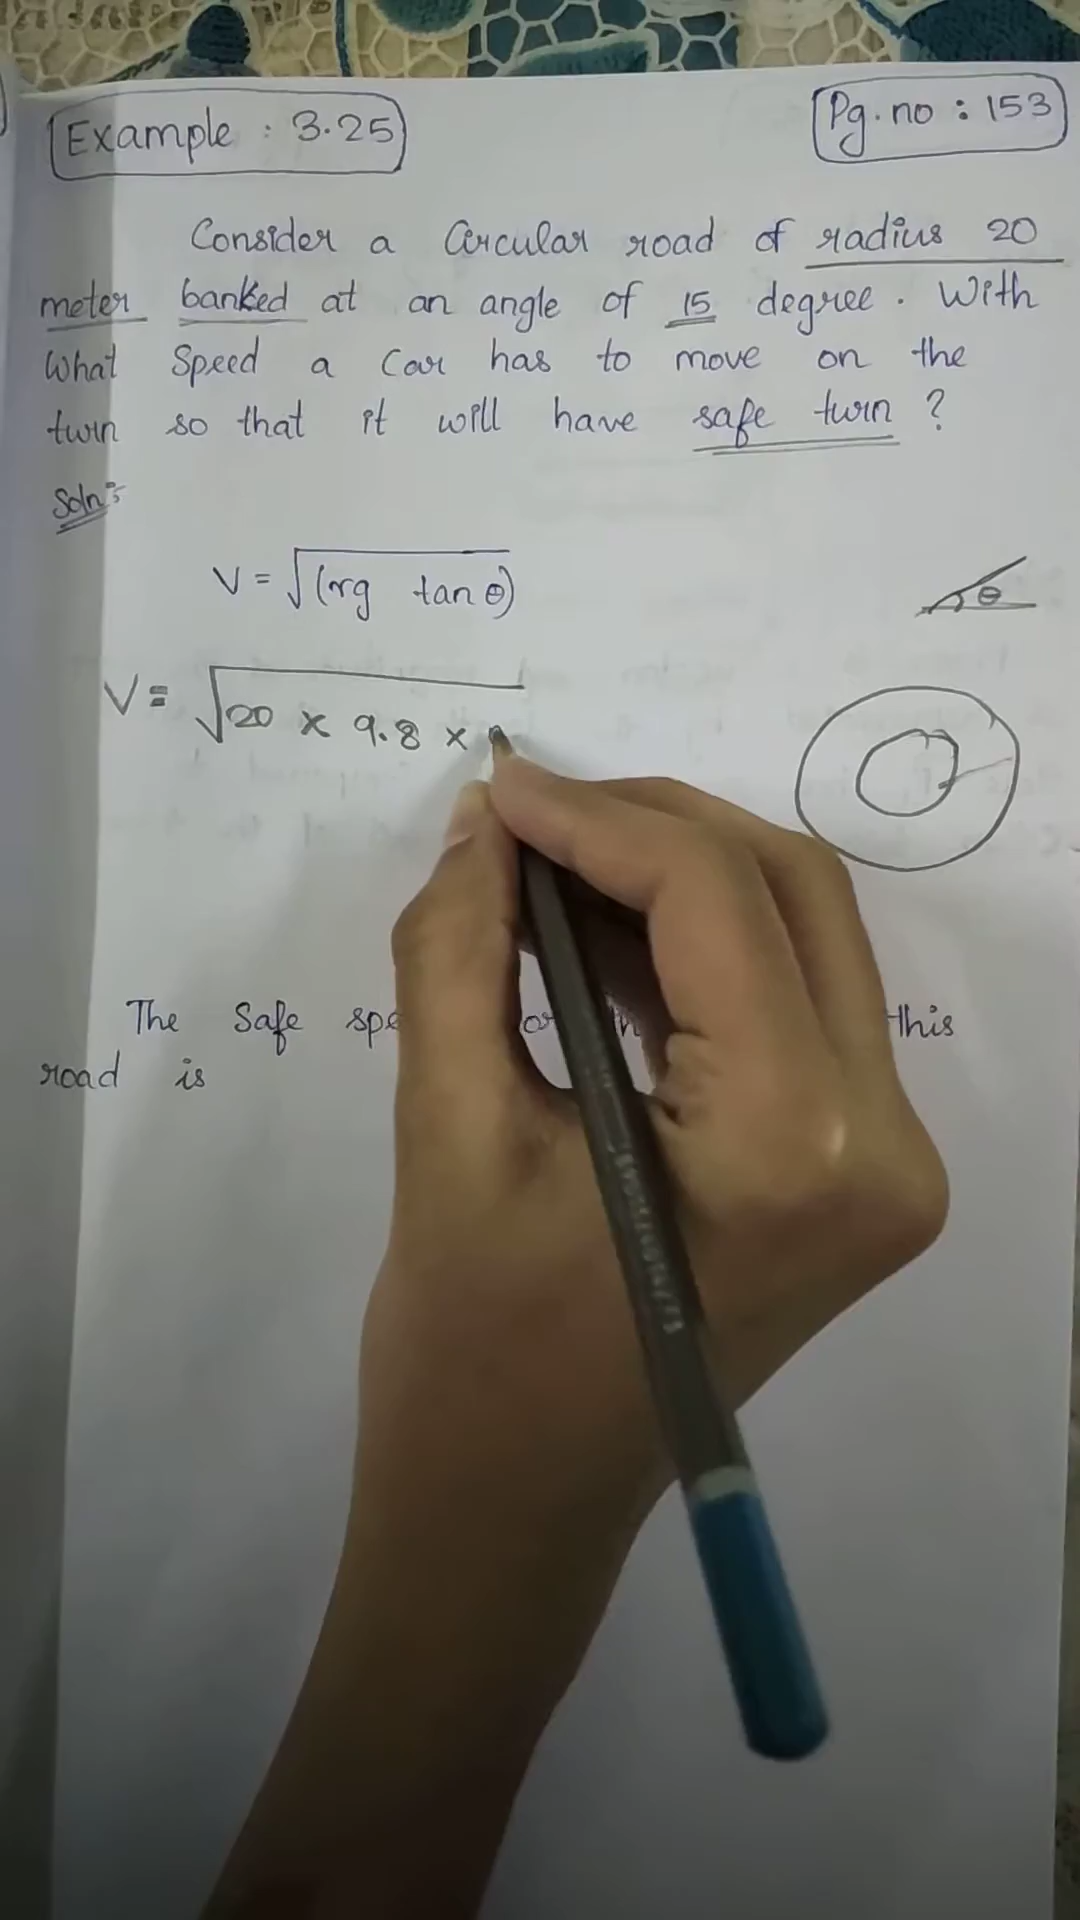 Example : 3.25
Pg.no : 153
Consider a circular road of radius 20
meter banked at an angle of 15 degree. With
what speed a car has to move on the
turn so that it will have safe turn ?
Soln:
V = √(rg tan θ)
θ
V = √20 × 9.8 ×
The Safe this
road is